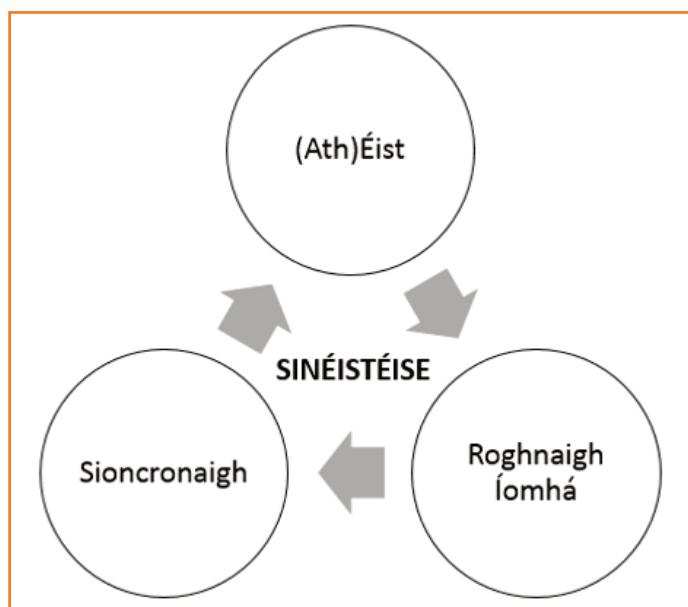 (Ath)Éist
SINÉISTÉISE
Sioncronaigh
Roghnaigh
Íomhá